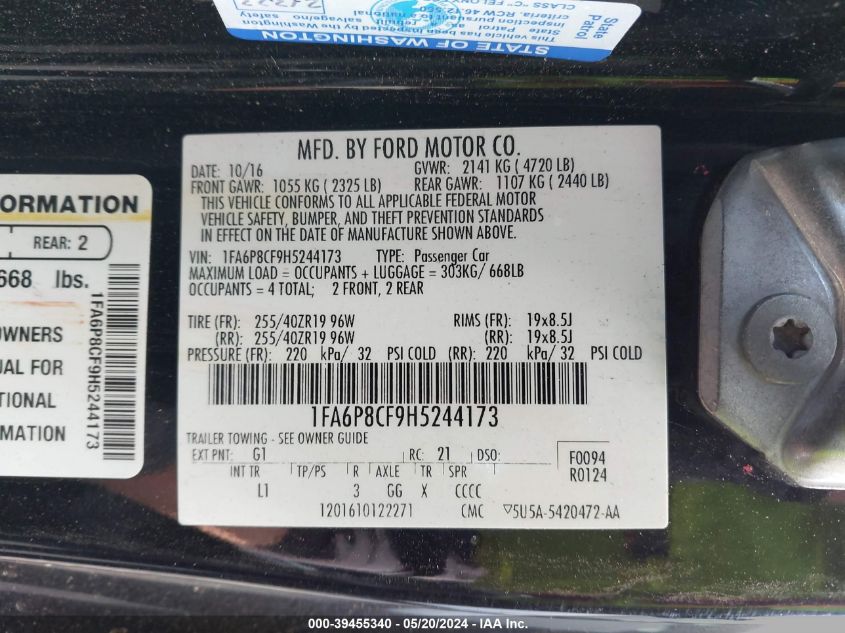 STATE OF WASHINGTON
This vehicle has been inspected
State
Patrol
MFD. BY FORD MOTOR CO.
DATE: 10/16 GVWR: 2141 KG ( 4720 LB)
FRONT GAWR: 1055 KG ( 2325 LB) REAR GAWR: 1107 KG ( 2440 LB)
THIS VEHICLE CONFORMS TO ALL APPLICABLE FEDERAL MOTOR
VEHICLE SAFETY, BUMPER, AND THEFT PREVENTION STANDARDS
IN EFFECT ON THE DATE OF MANUFACTURE SHOWN ABOVE.
VIN: 1FA6P8CF9H5244173 TYPE: Passenger Car
MAXIMUM LOAD = OCCUPANTS + LUGGAGE = 303KG/ 668LB
OCCUPANTS = 4 TOTAL; 2 FRONT, 2 REAR
TIRE (FR): 255/40ZR19 96W RIMS (FR): 19x8.5J
(RR): 255/40ZR19 96W (RR): 19x8.5J
PRESSURE (FR): 220 kPa/ 32 PSI COLD (RR): 220 kPa/ 32 PSI COLD
1FA6P8CF9H5244173
TRAILER TOWING - SEE OWNER GUIDE
EXT PNT: G1 RC: 21 DSO: F0094
R0124
INT TR TP/PS R AXLE TR SPR
L1 3 GG X CCCC
1201610122271 CMC 5U5A-5420472-AA
ORMATION
REAR: 2
668 lbs.
OWNERS
UAL FOR
TIONAL
RMATION
1FA6P8CF9H5244173
000-39455340 - 05/20/2024 - IAA Inc.